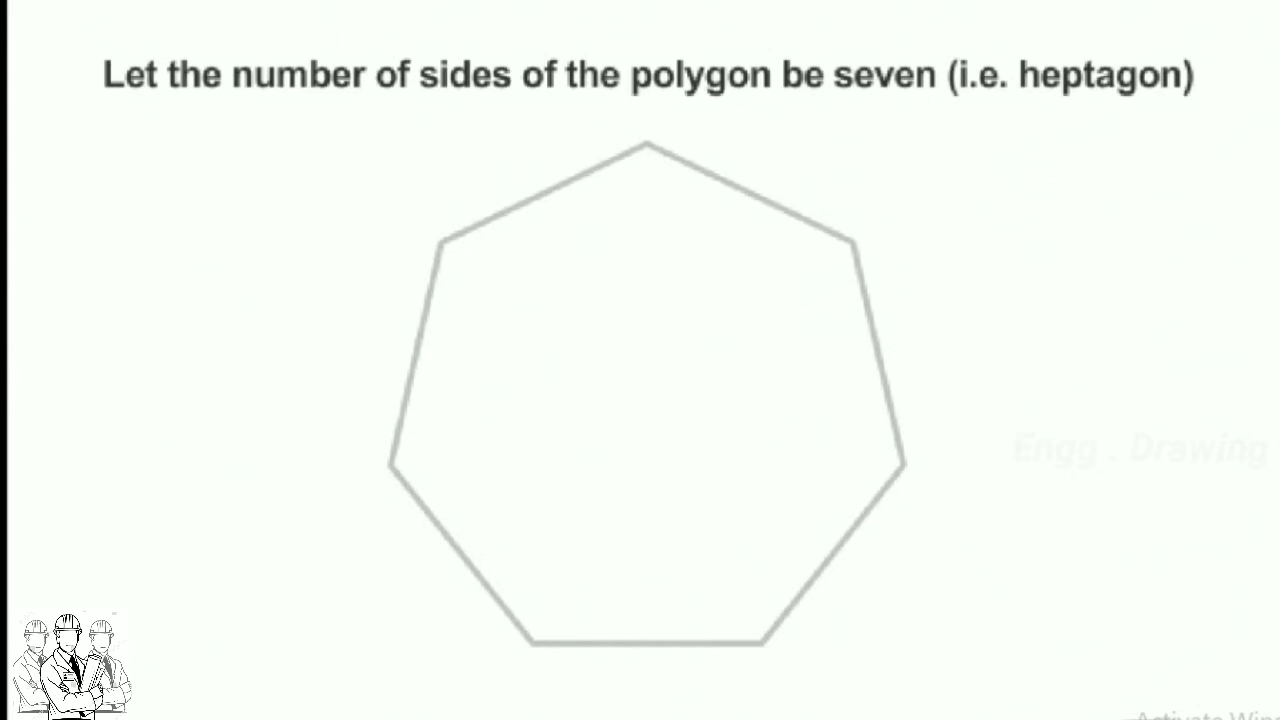 Let the number of sides of the polygon be seven (i.e. heptagon)
Engg . Drawing